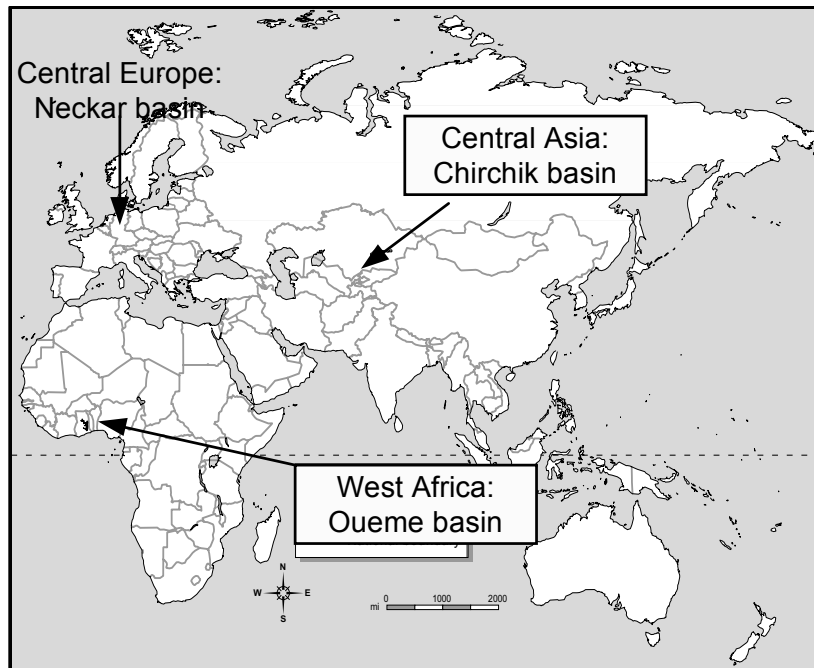 Central Europe:
Neckar basin
Central Asia:
Chirchik basin
West Africa:
Oueme basin
N
W E
S
mi
0 1000 2000